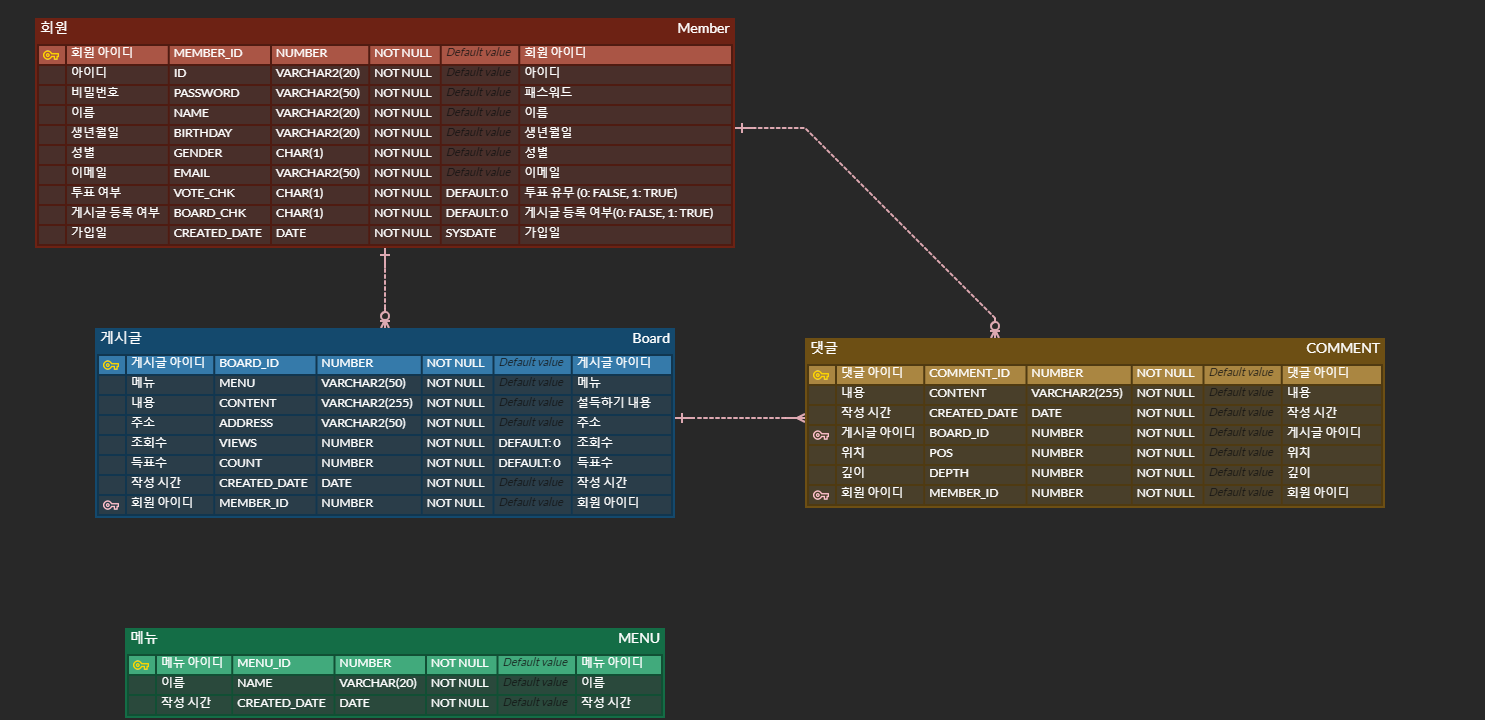 회원 Member
회원 아이디 MEMBER_ID NUMBER NOT NULL Default value 회원 아이디
아이디 ID VARCHAR2(20) NOT NULL Default value 아이디
비밀번호 PASSWORD VARCHAR2(50) NOT NULL Default value 패스워드
이름 NAME VARCHAR2(20) NOT NULL Default value 이름
생년월일 BIRTHDAY VARCHAR2(20) NOT NULL Default value 생년월일
성별 GENDER CHAR(1) NOT NULL Default value 성별
이메일 EMAIL VARCHAR2(50) NOT NULL Default value 이메일
투표 여부 VOTE_CHK CHAR(1) NOT NULL DEFAULT: 0 투표 유무 (0: FALSE, 1: TRUE)
게시글 등록 여부 BOARD_CHK CHAR(1) NOT NULL DEFAULT: 0 게시글 등록 여부(0: FALSE, 1: TRUE)
가입일 CREATED_DATE DATE NOT NULL SYSDATE 가입일
게시글 Board
게시글 아이디 BOARD_ID NUMBER NOT NULL Default value 게시글 아이디
메뉴 MENU VARCHAR2(50) NOT NULL Default value 메뉴
내용 CONTENT VARCHAR2(255) NOT NULL Default value 설득하기 내용
주소 ADDRESS VARCHAR2(50) NOT NULL Default value 주소
조회수 VIEWS NUMBER NOT NULL DEFAULT: 0 조회수
득표수 COUNT NUMBER NOT NULL DEFAULT: 0 득표수
작성 시간 CREATED_DATE DATE NOT NULL Default value 작성 시간
회원 아이디 MEMBER_ID NUMBER NOT NULL Default value 회원 아이디
댓글 COMMENT
댓글 아이디 COMMENT_ID NUMBER NOT NULL Default value 댓글 아이디
내용 CONTENT VARCHAR2(255) NOT NULL Default value 내용
작성 시간 CREATED_DATE DATE NOT NULL Default value 작성 시간
게시글 아이디 BOARD_ID NUMBER NOT NULL Default value 게시글 아이디
위치 POS NUMBER NOT NULL Default value 위치
깊이 DEPTH NUMBER NOT NULL Default value 깊이
회원 아이디 MEMBER_ID NUMBER NOT NULL Default value 회원 아이디
메뉴 MENU
메뉴 아이디 MENU_ID NUMBER NOT NULL Default value 메뉴 아이디
이름 NAME VARCHAR(20) NOT NULL Default value 이름
작성 시간 CREATED_DATE DATE NOT NULL Default value 작성 시간